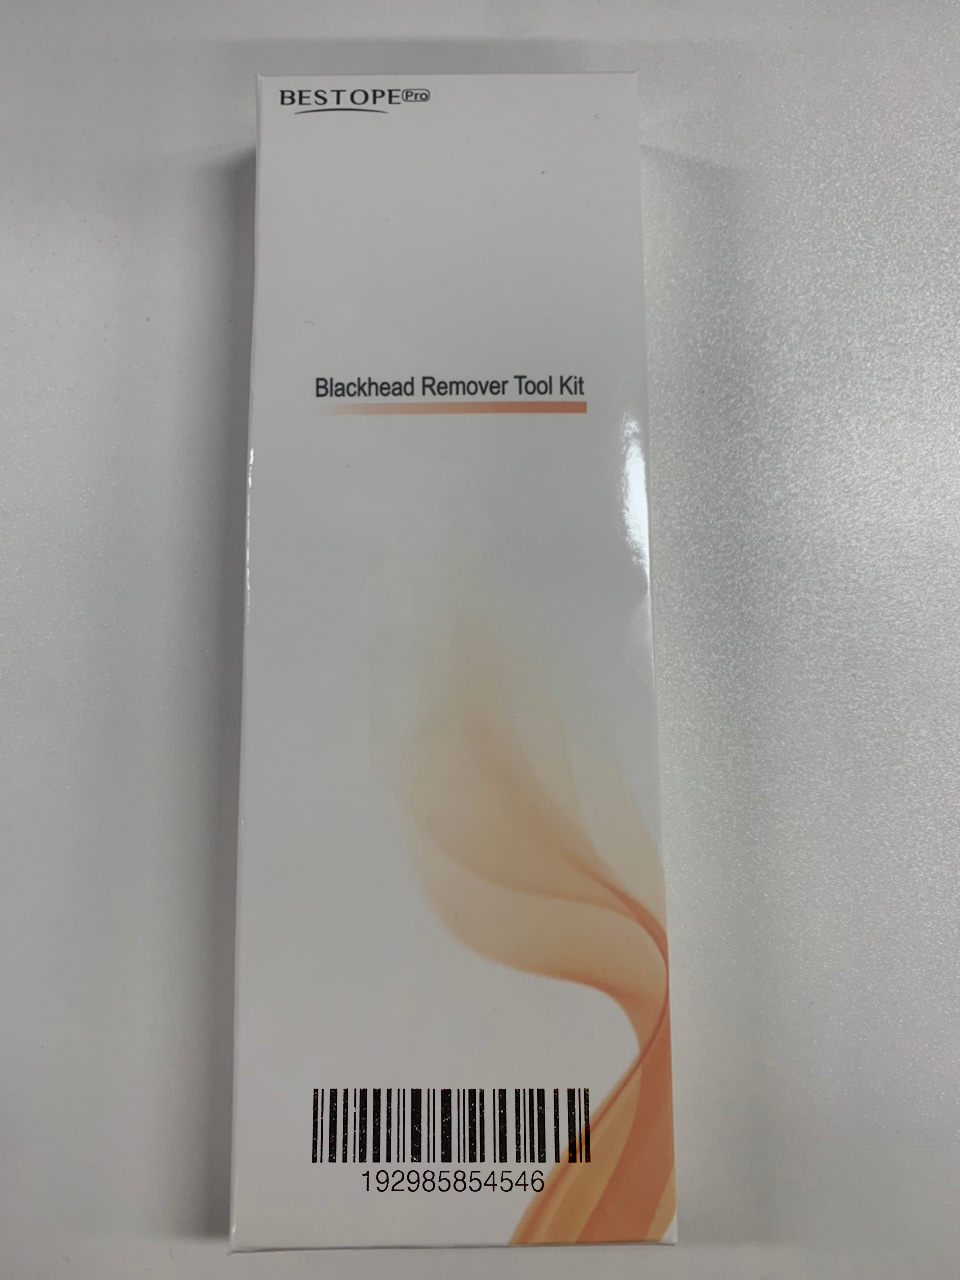 BESTOPE Pro
Blackhead Remover Tool Kit
192985854546